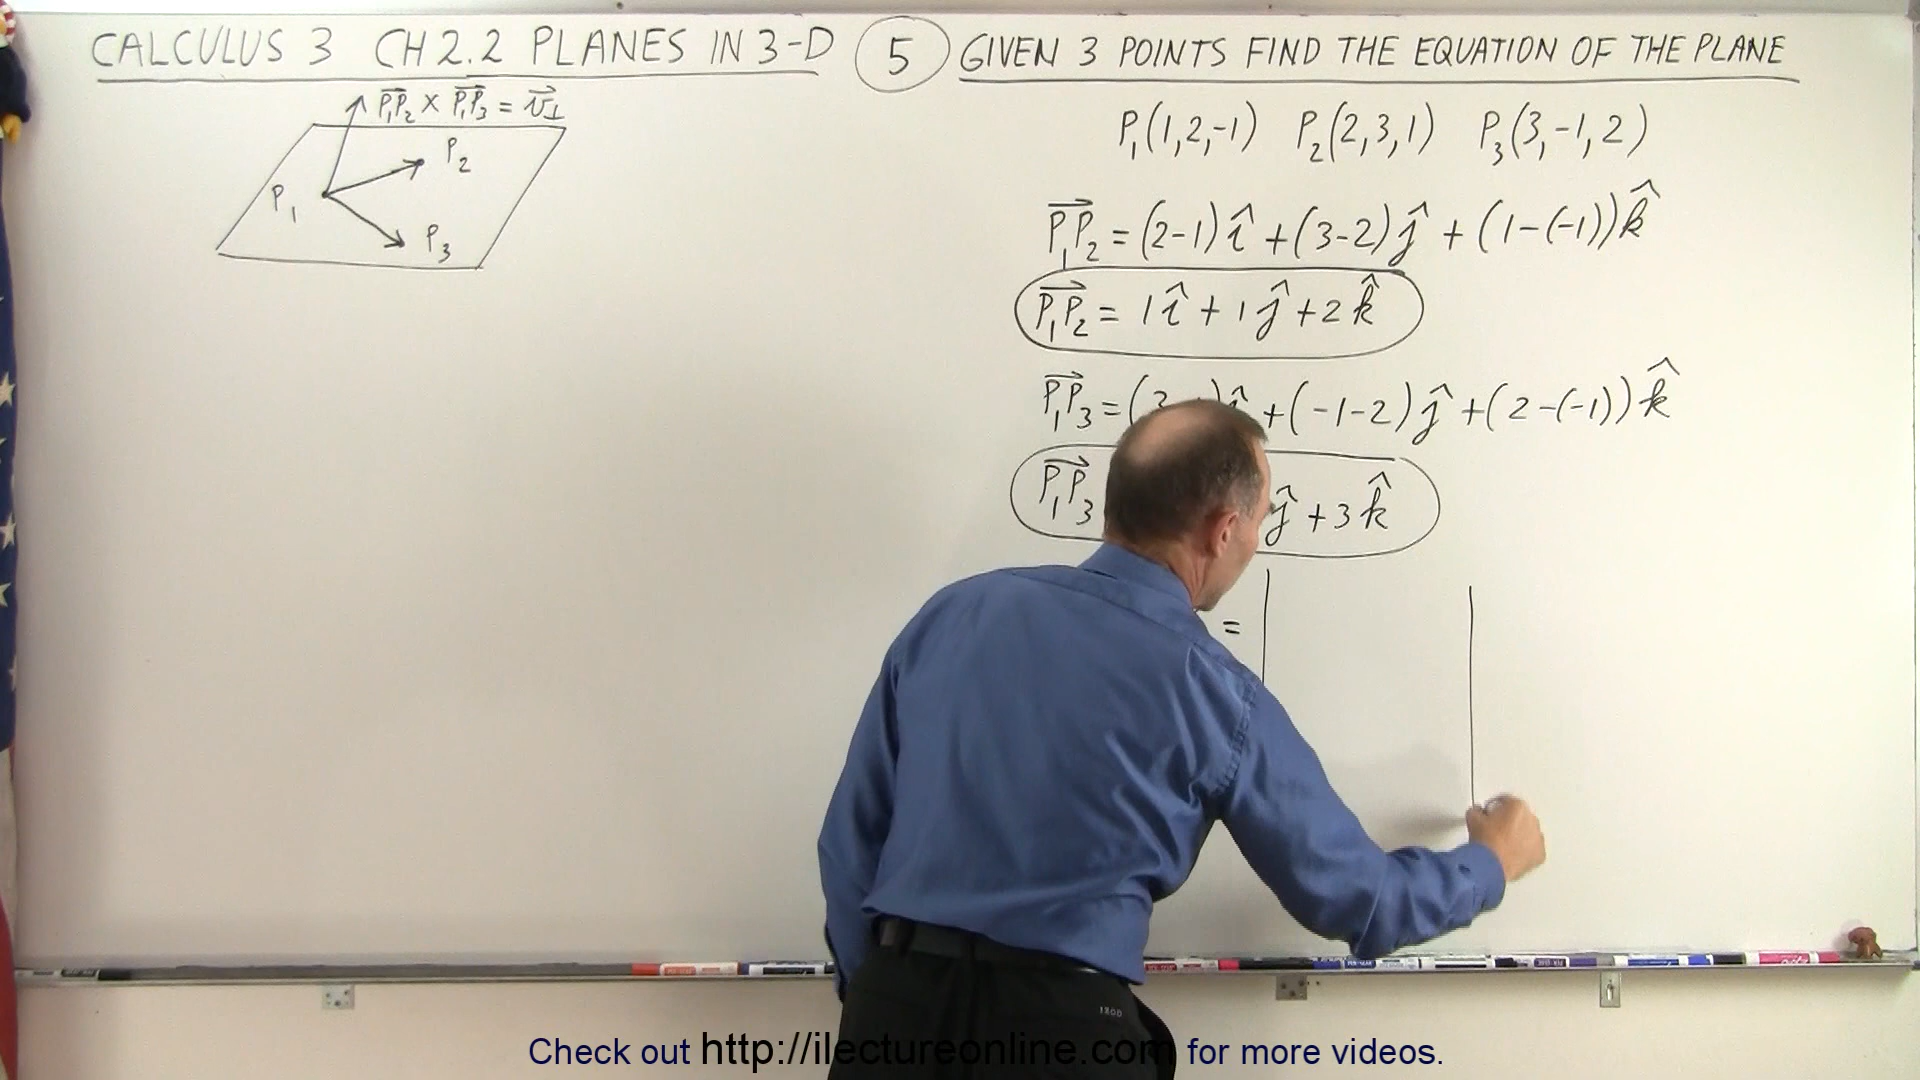 CALCULUS 3 CH 2.2 PLANES IN 3-D 5 GIVEN 3 POINTS FIND THE EQUATION OF THE PLANE
P₁P₂ × P₁P₃ = v⃗⊥
P₂
P₁
P₃
P₁(1,2,-1) P₂(2,3,1) P₃(3,-1,2)
P₁P₂ = (2-1)î + (3-2)ĵ + (1-(-1))k̂
P₁P₂ = 1î + 1ĵ + 2k̂
P₁P₃ = (3 )î + (-1-2)ĵ + (2-(-1))k̂
P₁P₃ ĵ + 3k̂
=
IZOD
Check out http://ilectureonline.com for more videos.